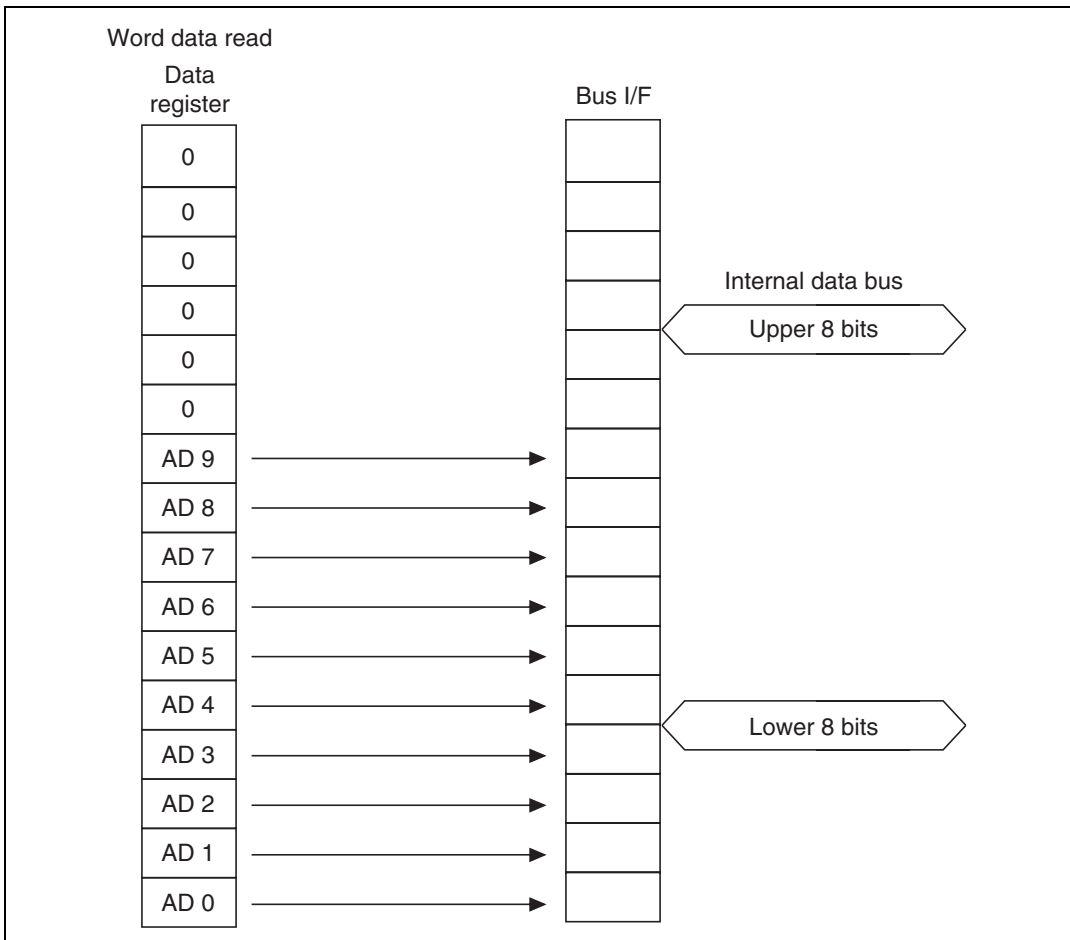 Word data read
Data
register
Bus I/F
0
0
0
0
0
0
AD 9
AD 8
AD 7
AD 6
AD 5
AD 4
AD 3
AD 2
AD 1
AD 0
Internal data bus
Upper 8 bits
Lower 8 bits